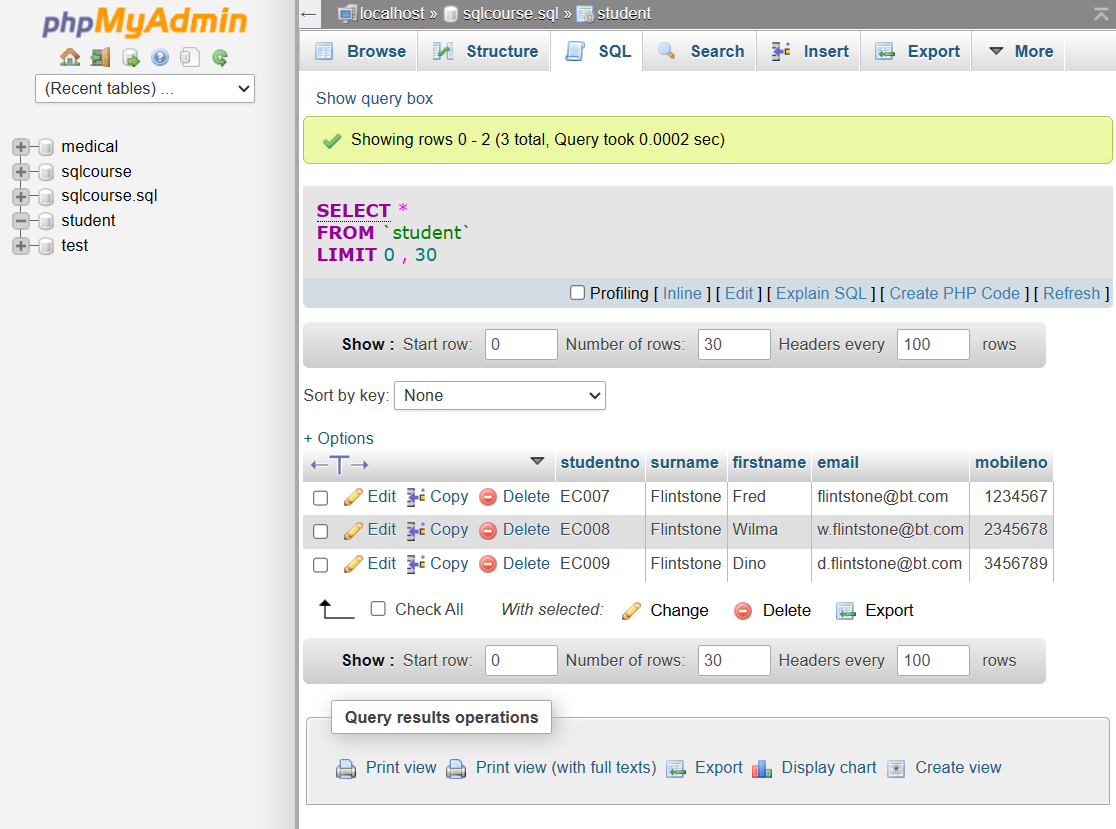 phpMyAdmin
(Recent tables) ...
medical
sqlcourse
sqlcourse.sql
student
test
localhost » sqlcourse.sql » student
Browse Structure SQL Search Insert Export More
Show query box
Showing rows 0 - 2 (3 total, Query took 0.0002 sec)
SELECT *
FROM `student`
LIMIT 0 , 30
Profiling [ Inline ] [ Edit ] [ Explain SQL ] [ Create PHP Code ] [ Refresh ]
Show : Start row: 0 Number of rows: 30 Headers every 100 rows
Sort by key: None
+ Options
←T→ studentno surname firstname email mobileno
Edit Copy Delete EC007 Flintstone Fred flintstone@bt.com 1234567
Edit Copy Delete EC008 Flintstone Wilma w.flintstone@bt.com 2345678
Edit Copy Delete EC009 Flintstone Dino d.flintstone@bt.com 3456789
Check All With selected: Change Delete Export
Show : Start row: 0 Number of rows: 30 Headers every 100 rows
Query results operations
Print view Print view (with full texts) Export Display chart Create view